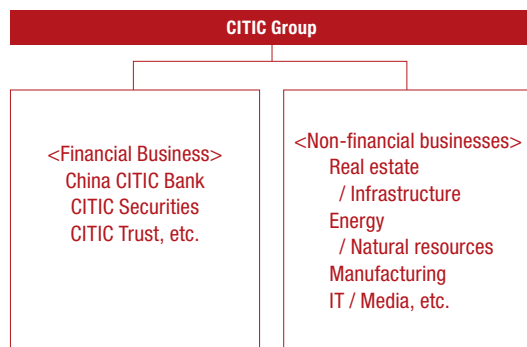 CITIC Group
<Financial Business>
China CITIC Bank
CITIC Securities
CITIC Trust, etc.
<Non-financial businesses>
Real estate
/ Infrastructure
Energy
/ Natural resources
Manufacturing
IT / Media, etc.